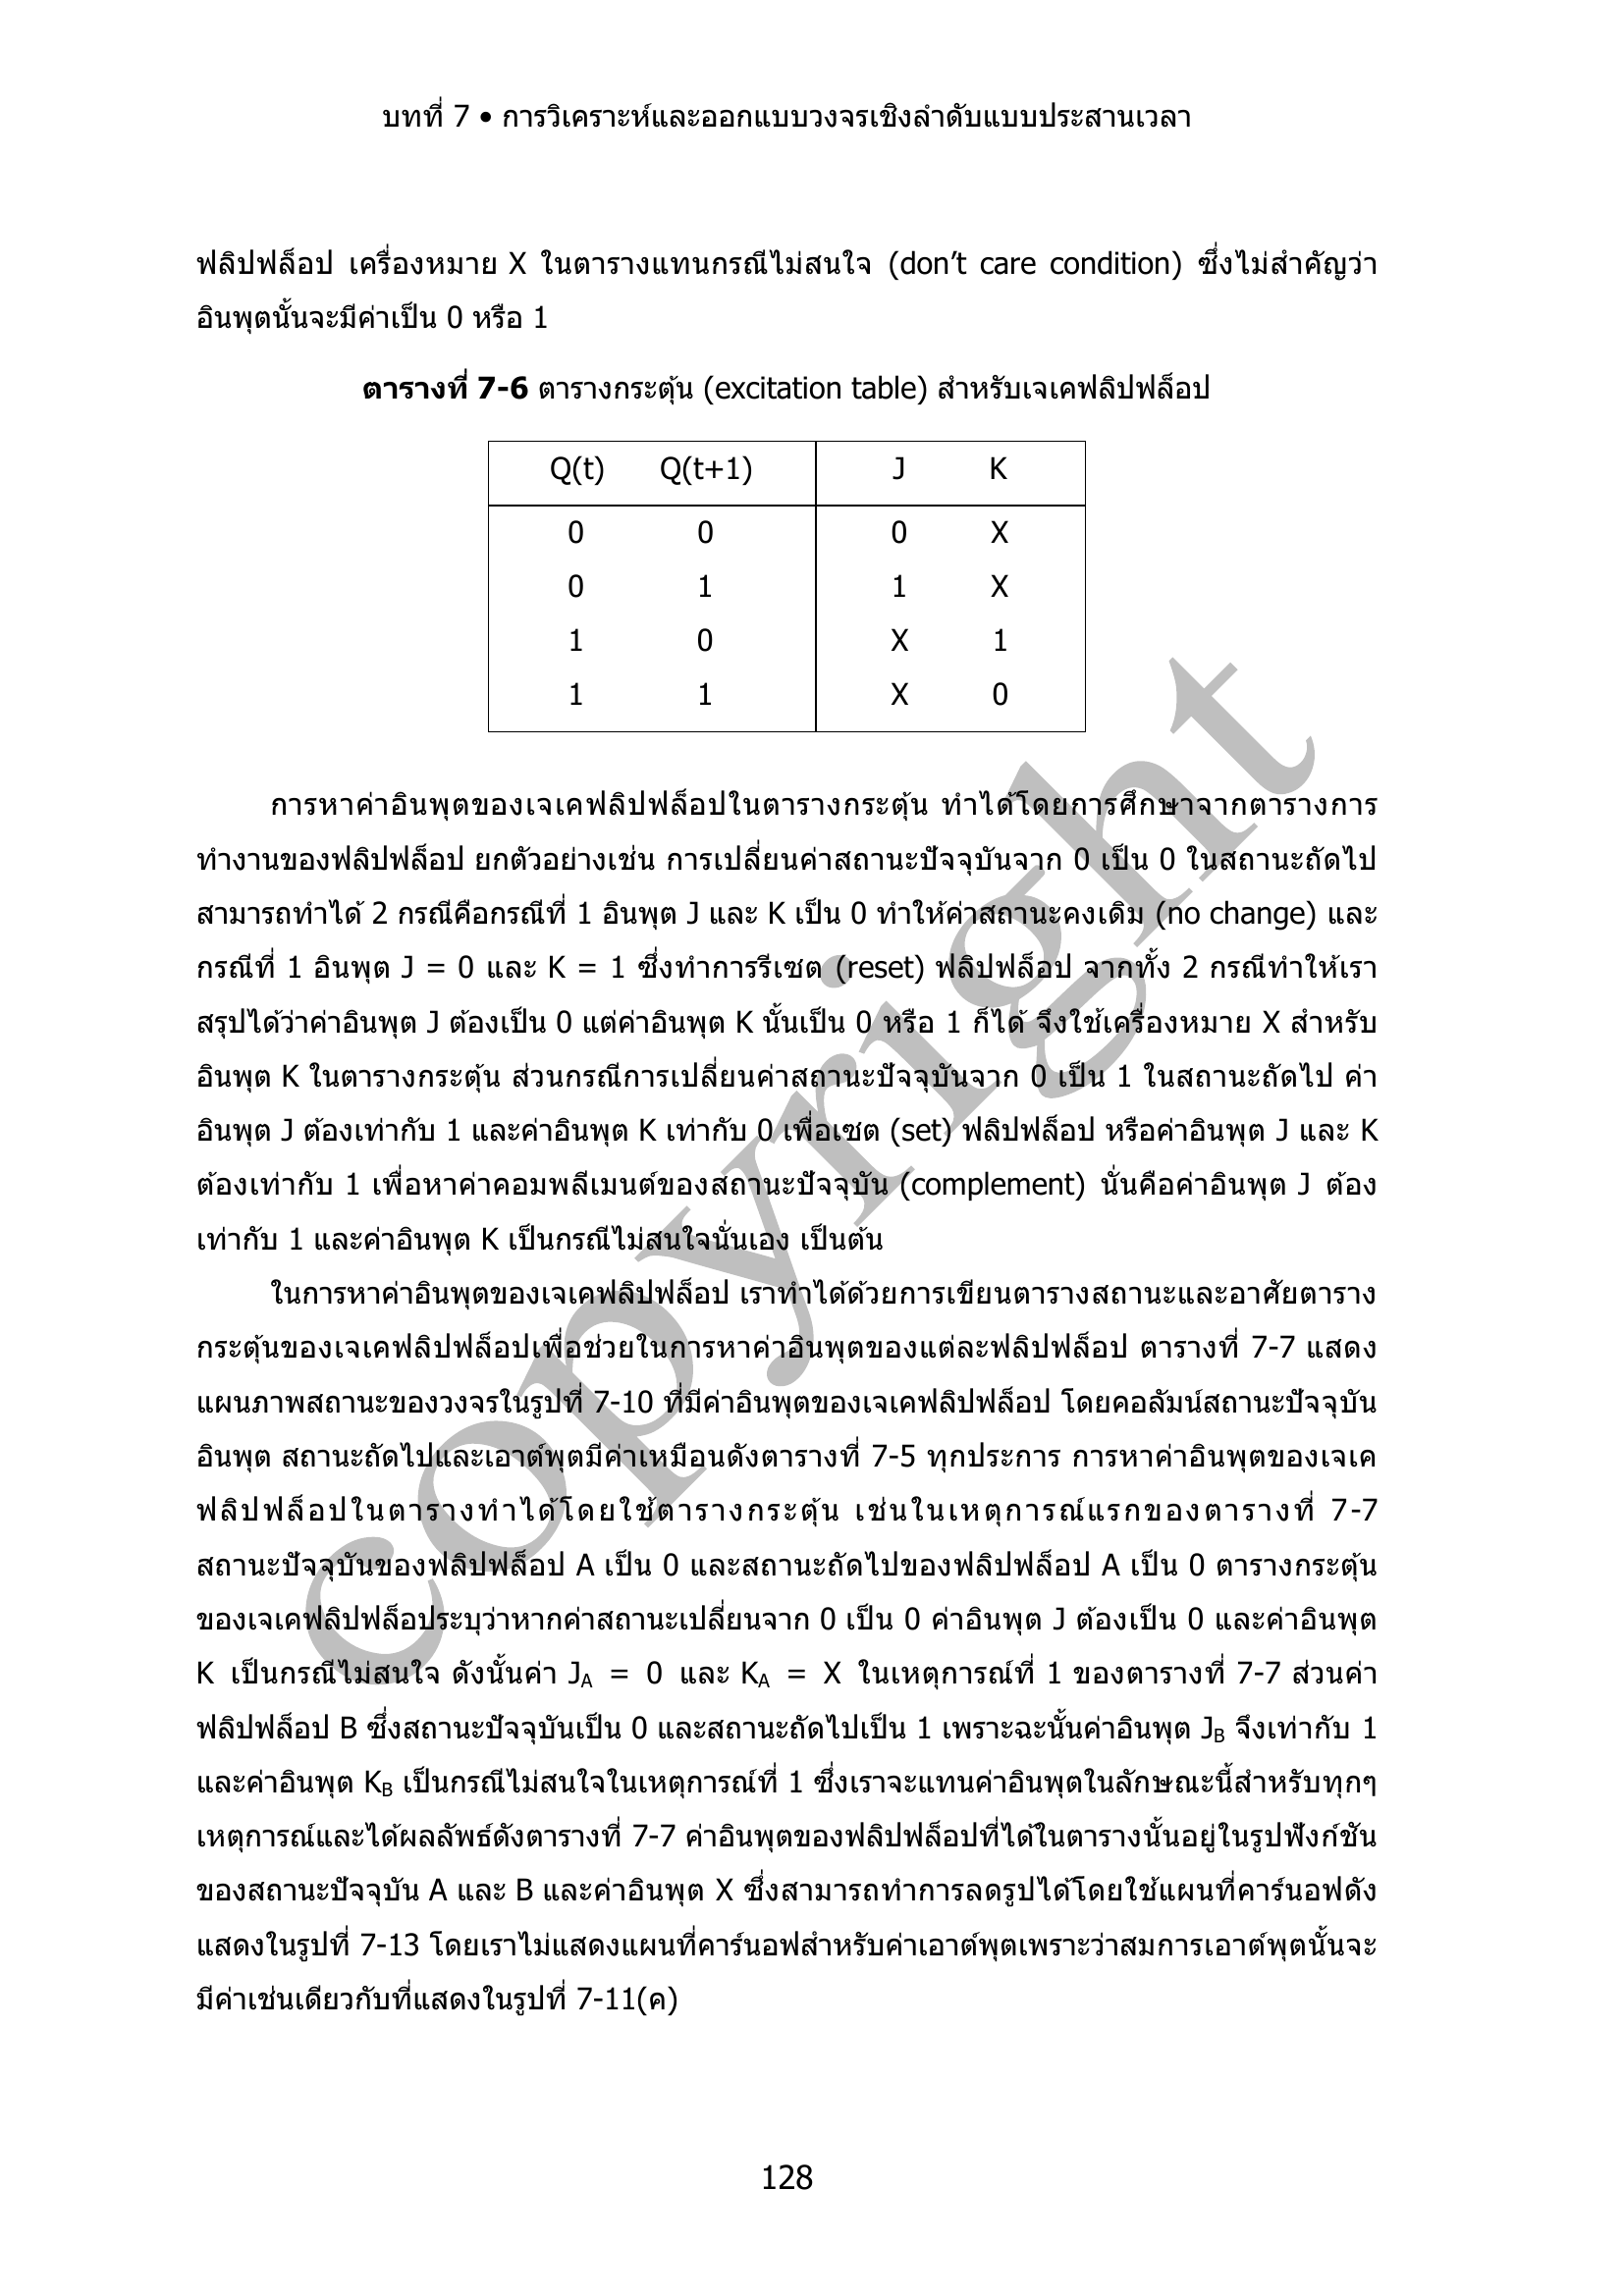 บทที่ 7 • การวิเคราะห์และออกแบบวงจรเชิงลำดับแบบประสานเวลา
ฟลิปฟล็อป เครื่องหมาย X ในตารางแทนกรณีไม่สนใจ (don’t care condition) ซึ่งไม่สำคัญว่า
อินพุตนั้นจะมีค่าเป็น 0 หรือ 1
ตารางที่ 7-6 ตารางกระตุ้น (excitation table) สำหรับเจเคฟลิปฟล็อป
Q(t) Q(t+1) J K
0 0 0 X
0 1 1 X
1 0 X 1
1 1 X 0
การหาค่าอินพุตของเจเคฟลิปฟล็อปในตารางกระตุ้น ทำได้โดยการศึกษาจากตารางการ
ทำงานของฟลิปฟล็อป ยกตัวอย่างเช่น การเปลี่ยนค่าสถานะปัจจุบันจาก 0 เป็น 0 ในสถานะถัดไป
สามารถทำได้ 2 กรณีคือกรณีที่ 1 อินพุต J และ K เป็น 0 ทำให้ค่าสถานะคงเดิม (no change) และ
กรณีที่ 1 อินพุต J = 0 และ K = 1 ซึ่งทำการรีเซต (reset) ฟลิปฟล็อป จากทั้ง 2 กรณีทำให้เรา
สรุปได้ว่าค่าอินพุต J ต้องเป็น 0 แต่ค่าอินพุต K นั้นเป็น 0 หรือ 1 ก็ได้ จึงใช้เครื่องหมาย X สำหรับ
อินพุต K ในตารางกระตุ้น ส่วนกรณีการเปลี่ยนค่าสถานะปัจจุบันจาก 0 เป็น 1 ในสถานะถัดไป ค่า
อินพุต J ต้องเท่ากับ 1 และค่าอินพุต K เท่ากับ 0 เพื่อเซต (set) ฟลิปฟล็อป หรือค่าอินพุต J และ K
ต้องเท่ากับ 1 เพื่อหาค่าคอมพลีเมนต์ของสถานะปัจจุบัน (complement) นั่นคือค่าอินพุต J ต้อง
เท่ากับ 1 และค่าอินพุต K เป็นกรณีไม่สนใจนั่นเอง เป็นต้น
ในการหาค่าอินพุตของเจเคฟลิปฟล็อป เราทำได้ด้วยการเขียนตารางสถานะและอาศัยตาราง
กระตุ้นของเจเคฟลิปฟล็อปเพื่อช่วยในการหาค่าอินพุตของแต่ละฟลิปฟล็อป ตารางที่ 7-7 แสดง
แผนภาพสถานะของวงจรในรูปที่ 7-10 ที่มีค่าอินพุตของเจเคฟลิปฟล็อป โดยคอลัมน์สถานะปัจจุบัน
อินพุต สถานะถัดไปและเอาต์พุตมีค่าเหมือนดังตารางที่ 7-5 ทุกประการ การหาค่าอินพุตของเจเค
ฟลิปฟล็อปในตารางทำได้โดยใช้ตารางกระตุ้น เช่นในเหตุการณ์แรกของตารางที่ 7-7
สถานะปัจจุบันของฟลิปฟล็อป A เป็น 0 และสถานะถัดไปของฟลิปฟล็อป A เป็น 0 ตารางกระตุ้น
ของเจเคฟลิปฟล็อประบุว่าหากค่าสถานะเปลี่ยนจาก 0 เป็น 0 ค่าอินพุต J ต้องเป็น 0 และค่าอินพุต
K เป็นกรณีไม่สนใจ ดังนั้นค่า JA = 0 และ KA = X ในเหตุการณ์ที่ 1 ของตารางที่ 7-7 ส่วนค่า
ฟลิปฟล็อป B ซึ่งสถานะปัจจุบันเป็น 0 และสถานะถัดไปเป็น 1 เพราะฉะนั้นค่าอินพุต JB จึงเท่ากับ 1
และค่าอินพุต KB เป็นกรณีไม่สนใจในเหตุการณ์ที่ 1 ซึ่งเราจะแทนค่าอินพุตในลักษณะนี้สำหรับทุกๆ
เหตุการณ์และได้ผลลัพธ์ดังตารางที่ 7-7 ค่าอินพุตของฟลิปฟล็อปที่ได้ในตารางนั้นอยู่ในรูปฟังก์ชัน
ของสถานะปัจจุบัน A และ B และค่าอินพุต X ซึ่งสามารถทำการลดรูปได้โดยใช้แผนที่คาร์นอฟดัง
แสดงในรูปที่ 7-13 โดยเราไม่แสดงแผนที่คาร์นอฟสำหรับค่าเอาต์พุตเพราะว่าสมการเอาต์พุตนั้นจะ
มีค่าเช่นเดียวกับที่แสดงในรูปที่ 7-11(ค)
copyright
128